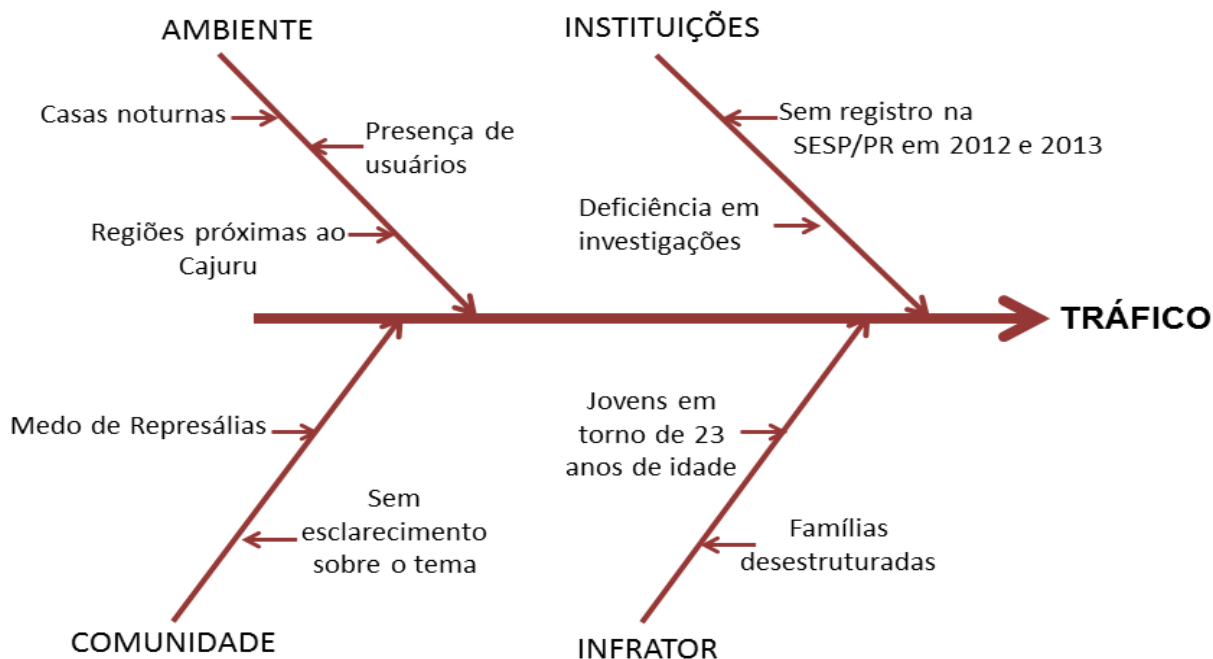 AMBIENTE
INSTITUIÇÕES
Casas noturnas
Presença de
usuários
Regiões próximas ao
Cajuru
Sem registro na
SESP/PR em 2012 e 2013
Deficiência em
investigações
TRÁFICO
Medo de Represálias
Sem
esclarecimento
sobre o tema
Jovens em
torno de 23
anos de idade
Famílias
desestruturadas
COMUNIDADE
INFRATOR